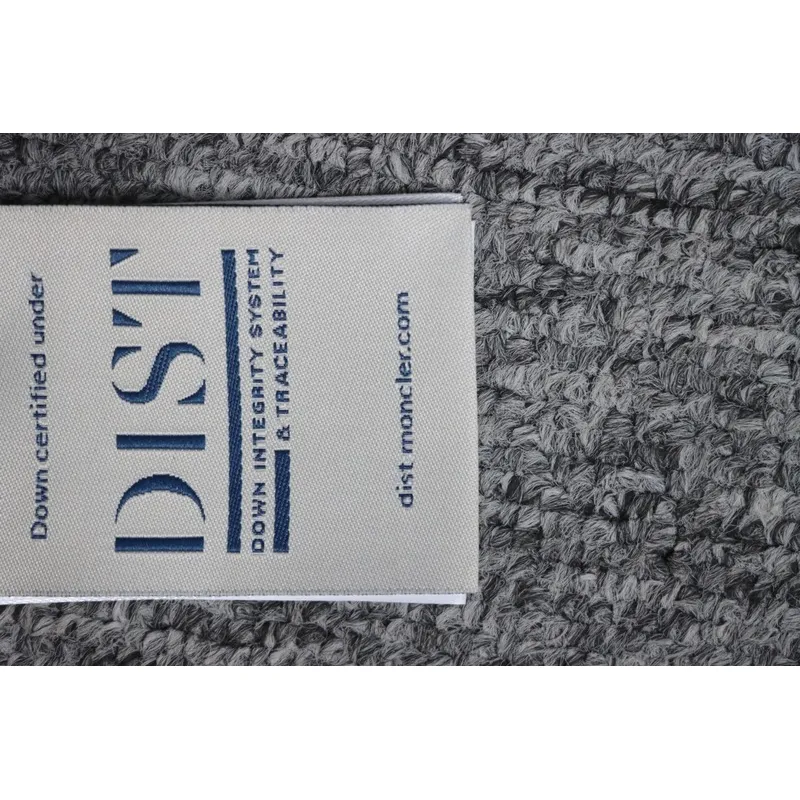 Down certified under
DIST
DOWN INTEGRITY SYSTEM
& TRACEABILITY
dist moncler.com